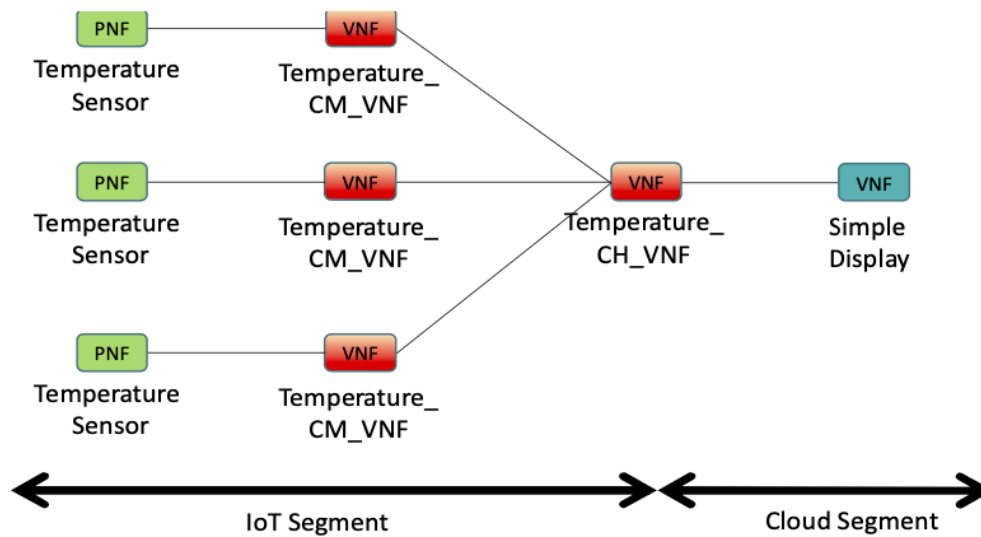 PNF
VNF
Temperature
Sensor
Temperature_
CM_VNF
PNF
VNF
VNF
VNF
Temperature
Sensor
Temperature_
CM_VNF
Temperature_
CH_VNF
Simple
Display
PNF
VNF
Temperature
Sensor
Temperature_
CM_VNF
IoT Segment
Cloud Segment